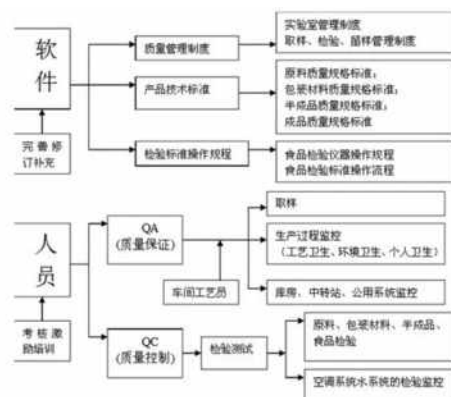 软
件
完善修
订补充
质量管理制度
实验室管理制度
取样、检验、留样管理制度
产品技术标准
原料质量规格标准；
包装材料质量规格标准；
半成品质量规格标准；
成品质量规格标准
检验标准操作规程
食品检验仪器操作规程
食品检验标准操作流程
人
员
考核激
励培训
QA
(质量保证)
车间工艺员
取样
生产过程监控
(工艺卫生、环境卫生、个人卫生)
库房、中转站、公用系统监控
QC
(质量控制)
检验测试
原料、包装材料、半成品、
食品检验
空调系统水系统的检验监控